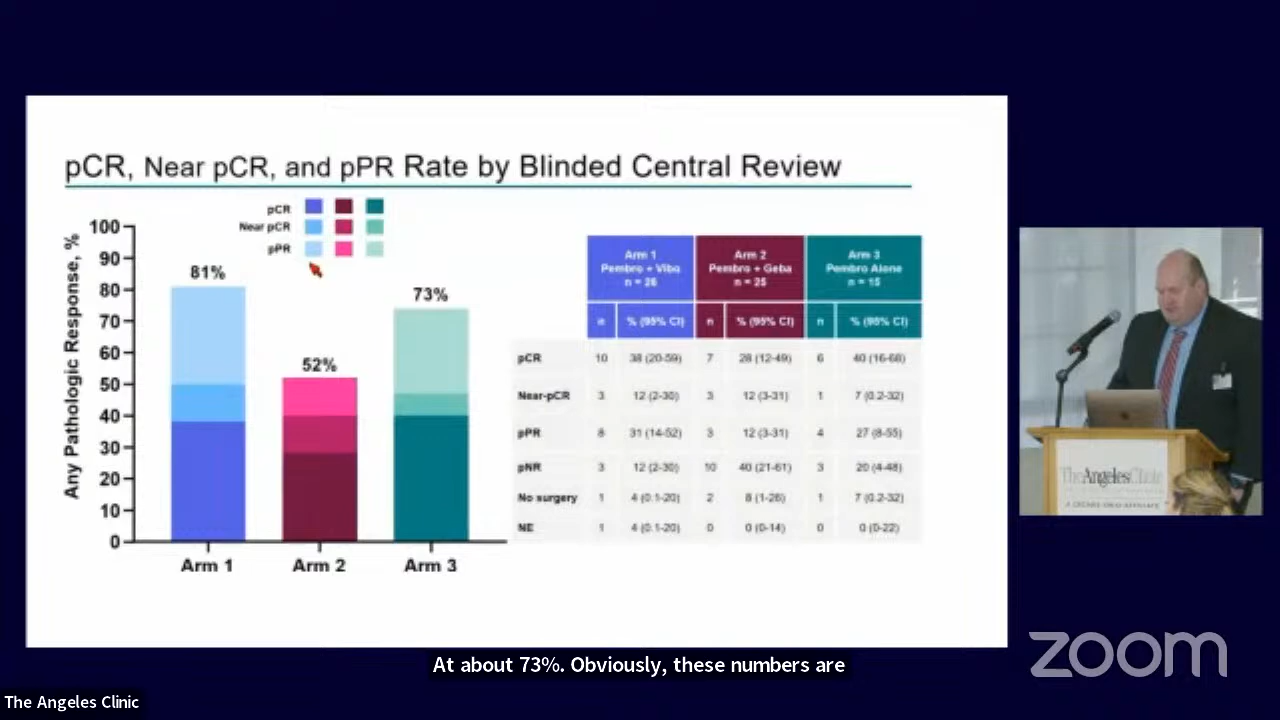 pCR, Near pCR, and pPR Rate by Blinded Central Review
pCR
Near pCR
pPR
Any Pathologic Response, %
100
90
80
70
60
50
40
30
20
10
0
81%
52%
73%
Arm 1
Arm 2
Arm 3
Arm 1 Arm 2 Arm 3
Pembro + Vibo Pembro + Geba Pembro Alone
n = 26 n = 25 n = 15
n % (95% CI) n % (95% CI) n % (95% CI)
pCR 10 38 (20-59) 7 28 (12-49) 6 40 (16-68)
Near-pCR 3 12 (2-30) 3 12 (3-31) 1 7 (0.2-32)
pPR 8 31 (14-52) 3 12 (3-31) 4 27 (8-55)
pNR 3 12 (2-30) 10 40 (21-61) 3 20 (4-48)
No surgery 1 4 (0.1-20) 2 8 (1-26) 1 7 (0.2-32)
NE 1 4 (0.1-20) 0 0 (0-14) 0 0 (0-22)
The Angeles Clinic
At about 73%. Obviously, these numbers are
zoom
The Angeles Clinic